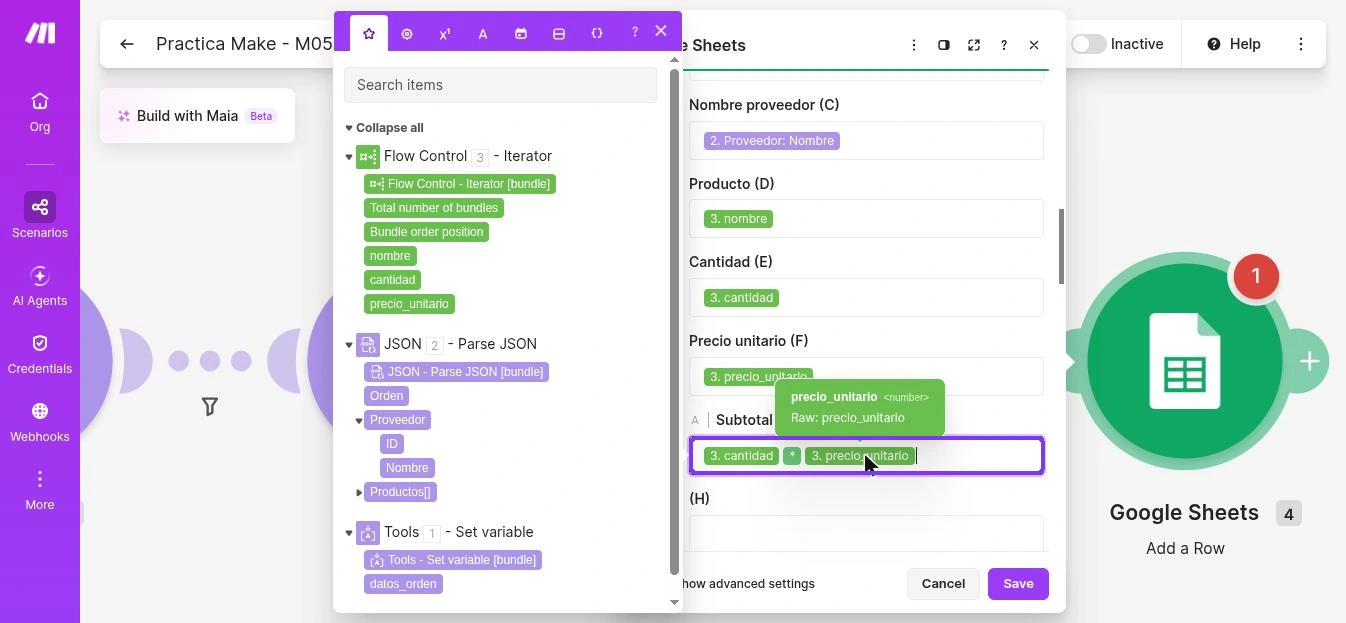 Org
Scenarios
AI Agents
Credentials
Webhooks
More
Practica Make - M05
Build with Maia Beta
Search items
Collapse all
Flow Control 3 - Iterator
Flow Control - Iterator [bundle]
Total number of bundles
Bundle order position
nombre
cantidad
precio_unitario
JSON 2 - Parse JSON
JSON - Parse JSON [bundle]
Orden
Proveedor
ID
Nombre
Productos[]
Tools 1 - Set variable
Tools - Set variable [bundle]
datos_orden
Sheets
Nombre proveedor (C)
2. Proveedor: Nombre
Producto (D)
3. nombre
Cantidad (E)
3. cantidad
Precio unitario (F)
3. precio_unitario
precio_unitario <number>
Raw: precio_unitario
A Subtotal
3. cantidad * 3. precio_unitario
(H)
how advanced settings
Cancel
Save
Inactive
? Help
1
Google Sheets 4
Add a Row